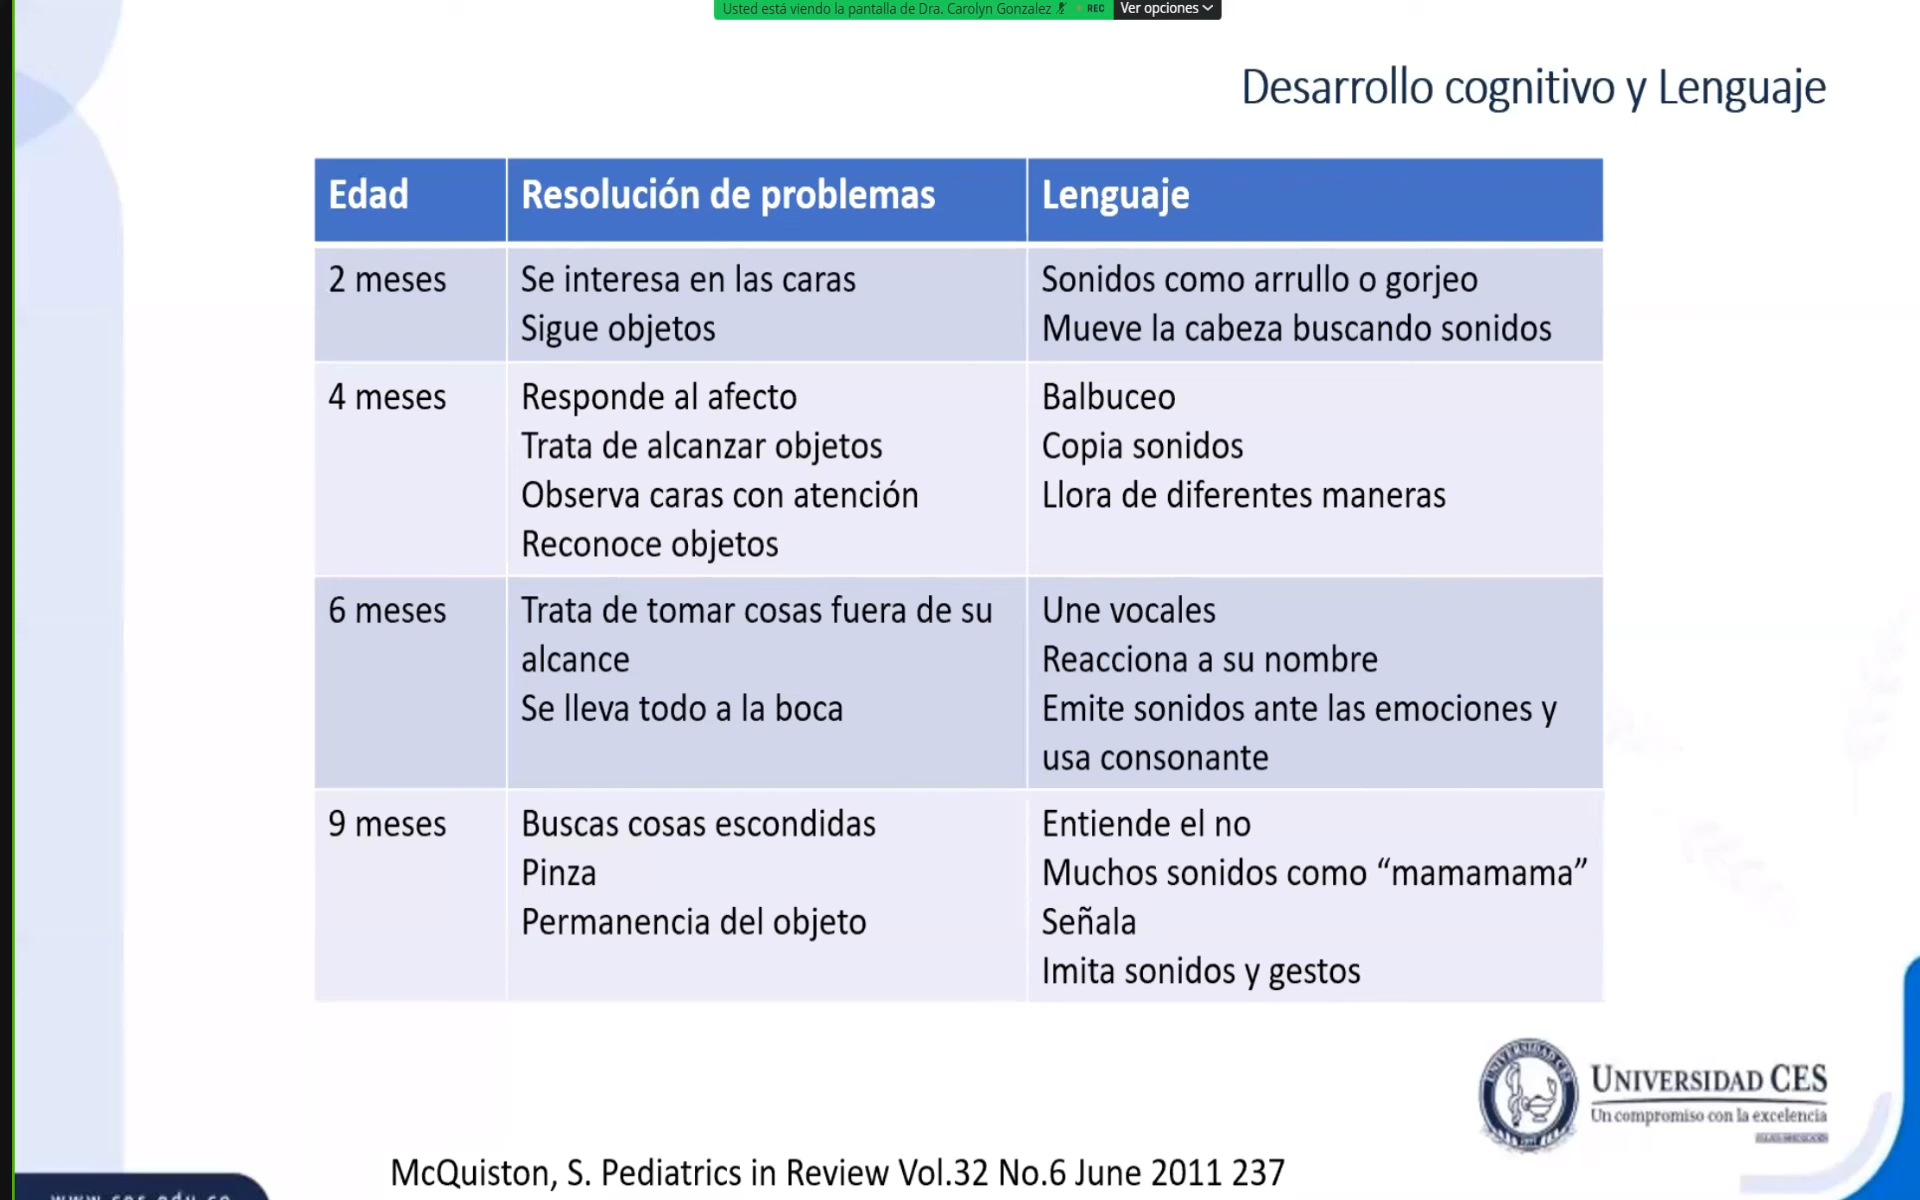 Usted está viendo la pantalla de Dra. Carolyn Gonzalez REC Ver opciones
Desarrollo cognitivo y Lenguaje
Edad Resolución de problemas Lenguaje
2 meses Se interesa en las caras Sonidos como arrullo o gorjeo
Sigue objetos Mueve la cabeza buscando sonidos
4 meses Responde al afecto Balbuceo
Trata de alcanzar objetos Copia sonidos
Observa caras con atención Llora de diferentes maneras
Reconoce objetos
6 meses Trata de tomar cosas fuera de su Une vocales
alcance Reacciona a su nombre
Se lleva todo a la boca Emite sonidos ante las emociones y
usa consonante
9 meses Buscas cosas escondidas Entiende el no
Pinza Muchos sonidos como “mamamama”
Permanencia del objeto Señala
Imita sonidos y gestos
UNIVERSIDAD CES
Un compromiso con la excelencia
McQuiston, S. Pediatrics in Review Vol.32 No.6 June 2011 237